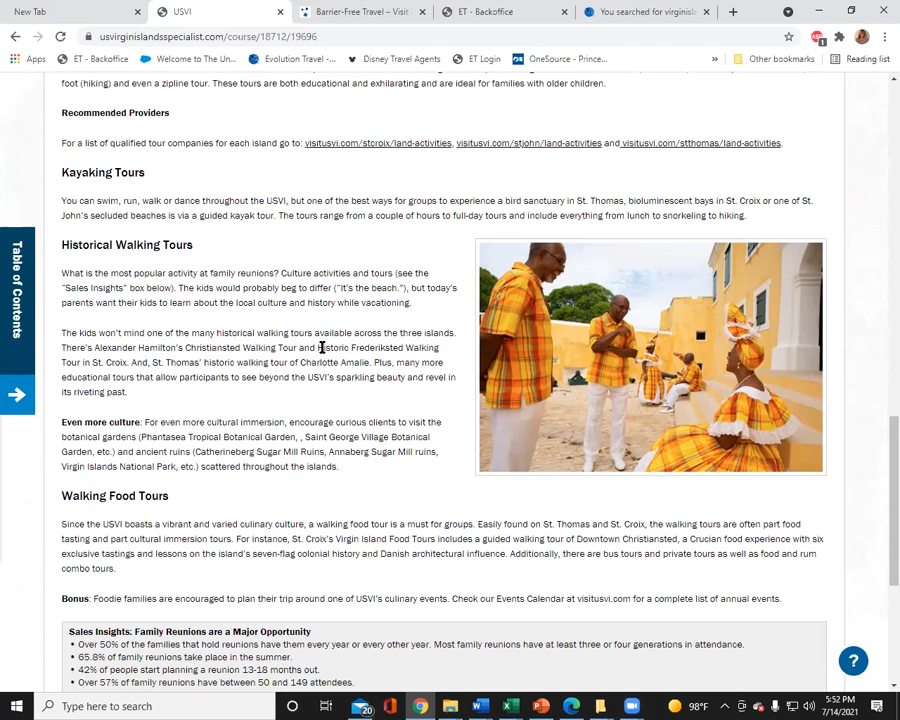 New Tab
USVI
Barrier-Free Travel – Visit
ET - Backoffice
You searched for virginisl
usvirginislandsspecialist.com/course/18712/19696
Apps
ET - Backoffice
Welcome to The Un...
Evolution Travel -...
Disney Travel Agents
ET Login
OneSource - Prince...
»
Other bookmarks
Reading list
foot (hiking) and even a zipline tour. These tours are both educational and exhilarating and are ideal for families with older children.
Recommended Providers
For a list of qualified tour companies for each island go to: visitusvi.com/stcroix/land-activities, visitusvi.com/stjohn/land-activities and visitusvi.com/stthomas/land-activities.
Kayaking Tours
You can swim, run, walk or dance throughout the USVI, but one of the best ways for groups to experience a bird sanctuary in St. Thomas, bioluminescent bays in St. Croix or one of St.
John's secluded beaches is via a guided kayak tour. The tours range from a couple of hours to full-day tours and include everything from lunch to snorkeling to hiking.
Table of Contents
Historical Walking Tours
What is the most popular activity at family reunions? Culture activities and tours (see the
"Sales Insights" box below). The kids would probably beg to differ ("It's the beach."), but today's
parents want their kids to learn about the local culture and history while vacationing.
The kids won't mind one of the many historical walking tours available across the three islands.
There's Alexander Hamilton's Christiansted Walking Tour and Historic Frederiksted Walking
Tour in St. Croix. And, St. Thomas' historic walking tour of Charlotte Amalie. Plus, many more
educational tours that allow participants to see beyond the USVI's sparkling beauty and revel in
its riveting past.
Even more culture: For even more cultural immersion, encourage curious clients to visit the
botanical gardens (Phantasea Tropical Botanical Garden, , Saint George Village Botanical
Garden, etc.) and ancient ruins (Catherineberg Sugar Mill Ruins, Annaberg Sugar Mill ruins,
Virgin Islands National Park, etc.) scattered throughout the islands.
Walking Food Tours
Since the USVI boasts a vibrant and varied culinary culture, a walking food tour is a must for groups. Easily found on St. Thomas and St. Croix, the walking tours are often part food
tasting and part cultural immersion tours. For instance, St. Croix's Virgin Island Food Tours includes a guided walking tour of Downtown Christiansted, a Crucian food experience with six
exclusive tastings and lessons on the island's seven-flag colonial history and Danish architectural influence. Additionally, there are bus tours and private tours as well as food and rum
combo tours.
Bonus: Foodie families are encouraged to plan their trip around one of USVI's culinary events. Check our Events Calendar at visitusvi.com for a complete list of annual events.
Sales Insights: Family Reunions are a Major Opportunity
• Over 50% of the families that hold reunions have them every year or every other year. Most family reunions have at least three or four generations in attendance.
• 65.8% of family reunions take place in the summer.
• 42% of people start planning a reunion 13-18 months out.
• Over 57% of family reunions have between 50 and 149 attendees.
?
Type here to search
20
98°F
5:52 PM
7/14/2021